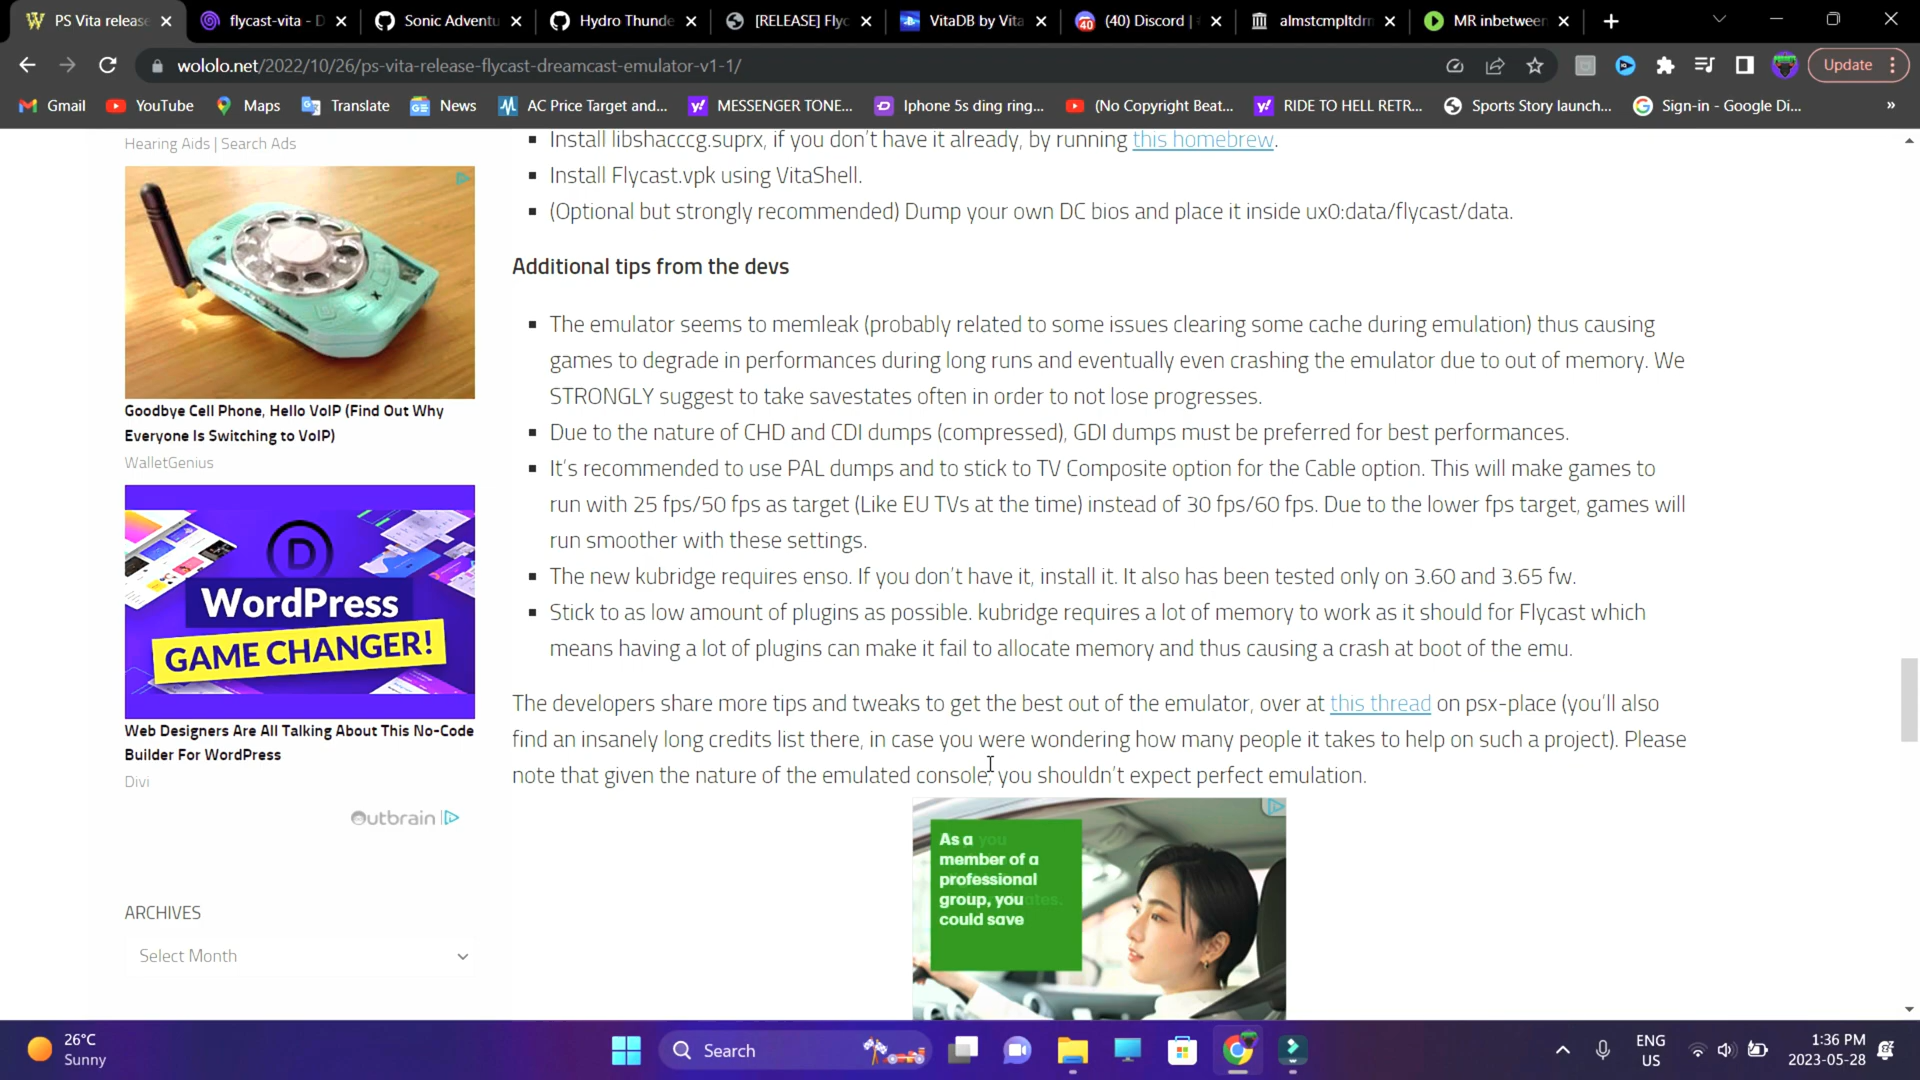 PS Vita release
flycast-vita - D
Sonic Adventu
Hydro Thunde
[RELEASE] Flyc
VitaDB by Vita
(40) Discord |
almstcmpltdrm
MR inbetween
wololo.net/2022/10/26/ps-vita-release-flycast-dreamcast-emulator-v1-1/
Update
Gmail
YouTube
Maps
Translate
News
AC Price Target and...
MESSENGER TONE...
Iphone 5s ding ring...
(No Copyright Beat...
RIDE TO HELL RETR...
Sports Story launch...
Sign-in - Google Di...
»
Hearing Aids | Search Ads
Goodbye Cell Phone, Hello VoIP (Find Out Why
Everyone Is Switching to VoIP)
WalletGenius
D
WordPress
GAME CHANGER!
Web Designers Are All Talking About This No-Code
Builder For WordPress
Divi
Outbrain
ARCHIVES
Select Month
Install libshacccg.suprx, if you don't have it already, by running this homebrew.
Install Flycast.vpk using VitaShell.
(Optional but strongly recommended) Dump your own DC bios and place it inside ux0:data/flycast/data.
Additional tips from the devs
The emulator seems to memleak (probably related to some issues clearing some cache during emulation) thus causing
games to degrade in performances during long runs and eventually even crashing the emulator due to out of memory. We
STRONGLY suggest to take savestates often in order to not lose progresses.
Due to the nature of CHD and CDI dumps (compressed), GDI dumps must be preferred for best performances.
It's recommended to use PAL dumps and to stick to TV Composite option for the Cable option. This will make games to
run with 25 fps/50 fps as target (Like EU TVs at the time) instead of 30 fps/60 fps. Due to the lower fps target, games will
run smoother with these settings.
The new kubridge requires enso. If you don't have it, install it. It also has been tested only on 3.60 and 3.65 fw.
Stick to as low amount of plugins as possible. kubridge requires a lot of memory to work as it should for Flycast which
means having a lot of plugins can make it fail to allocate memory and thus causing a crash at boot of the emu.
The developers share more tips and tweaks to get the best out of the emulator, over at this thread on psx-place (you'll also
find an insanely long credits list there, in case you were wondering how many people it takes to help on such a project). Please
note that given the nature of the emulated console, you shouldn't expect perfect emulation.
As a you
member of a
professional
group, you
could save
26°C
Sunny
Search
ENG
US
1:36 PM
2023-05-28